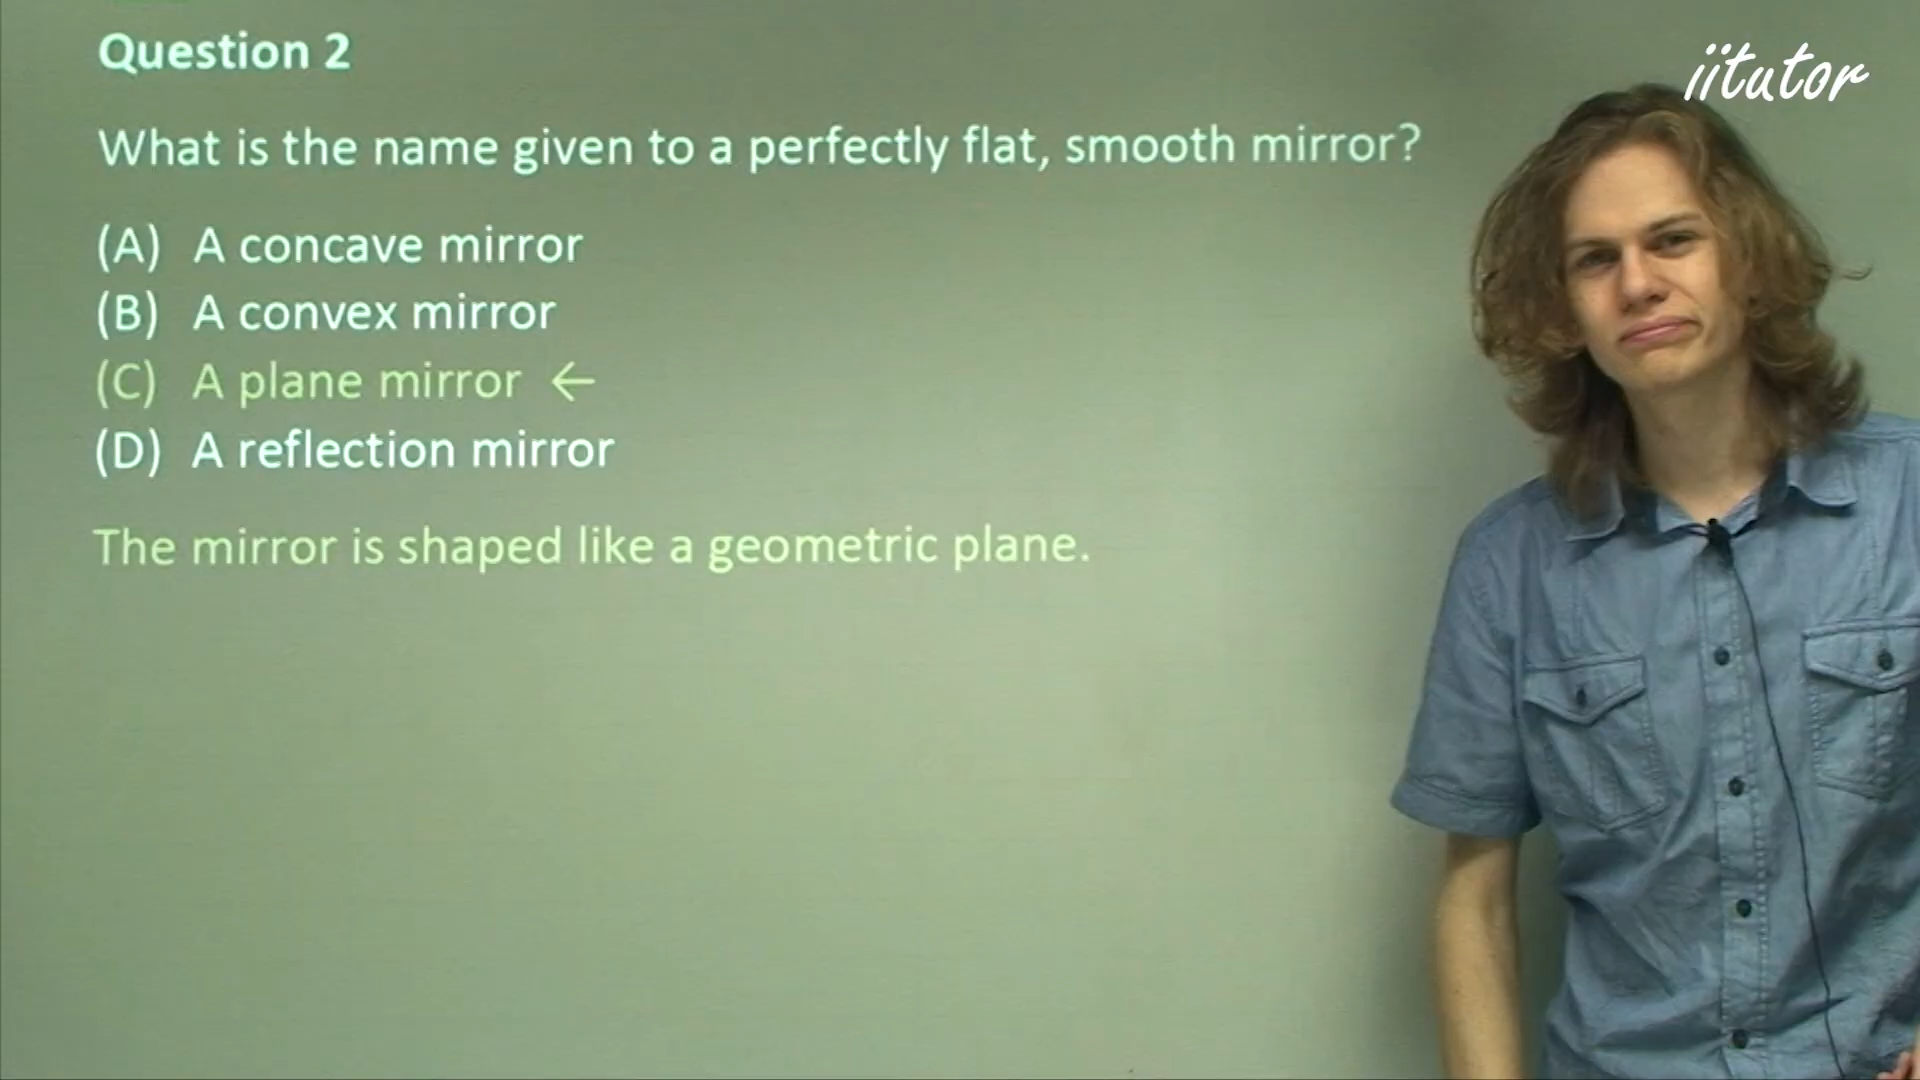 Question 2
iitutor
What is the name given to a perfectly flat, smooth mirror?
(A) A concave mirror
(B) A convex mirror
(C) A plane mirror ←
(D) A reflection mirror
The mirror is shaped like a geometric plane.